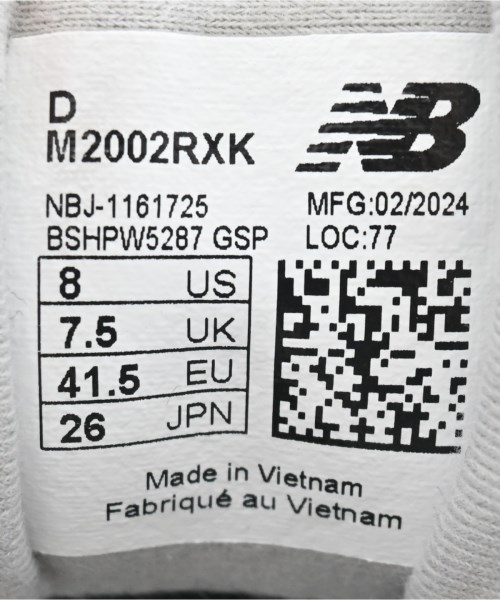 D
M2002RXK
NB
NBJ-1161725
MFG:02/2024
BSHPW5287 GSP
LOC:77
8 US
7.5 UK
41.5 EU
26 JPN
Made in Vietnam
Fabriqué au Vietnam